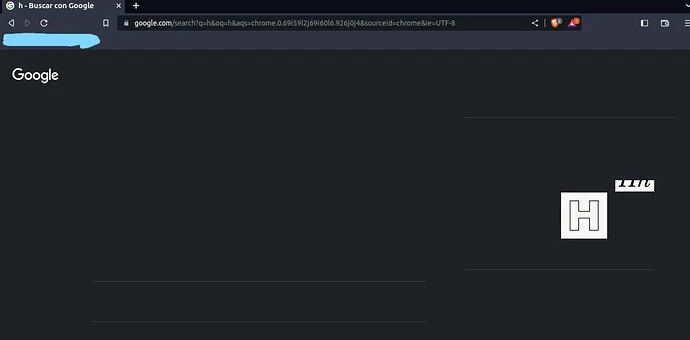 h - Buscar con Google
google.com/search?q=h&oq=h&aqs=chrome.0.69i59l2j69i60l6.926j0j4&sourceid=chrome&ie=UTF-8
Google
H